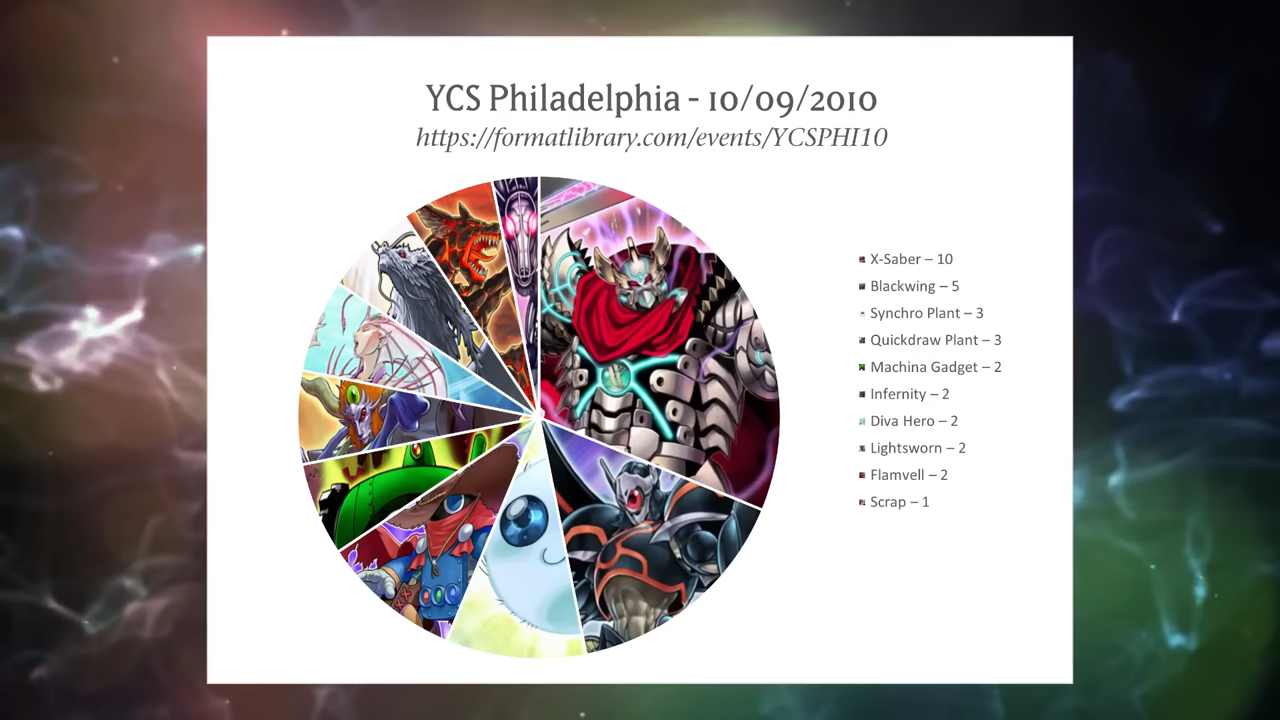 YCS Philadelphia - 10/09/2010
https://formatlibrary.com/events/YCSPHI10
X-Saber – 10
Blackwing – 5
Synchro Plant – 3
Quickdraw Plant – 3
Machina Gadget – 2
Infernity – 2
Diva Hero – 2
Lightsworn – 2
Flamvell – 2
Scrap – 1